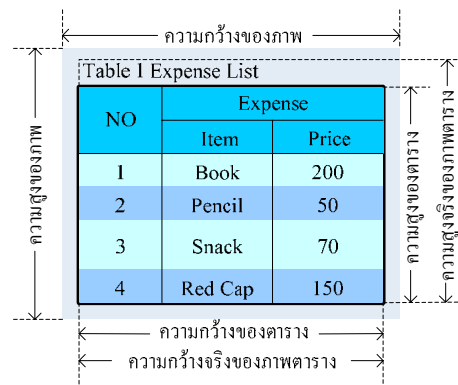 ความกว้างของภาพ
Table 1 Expense List
NO Expense
Item Price
1 Book 200
2 Pencil 50
3 Snack 70
4 Red Cap 150
ความสูงของภาพ
ความสูงของตาราง
ความสูงจริงของภาพตาราง
ความกว้างของตาราง
ความกว้างจริงของภาพตาราง